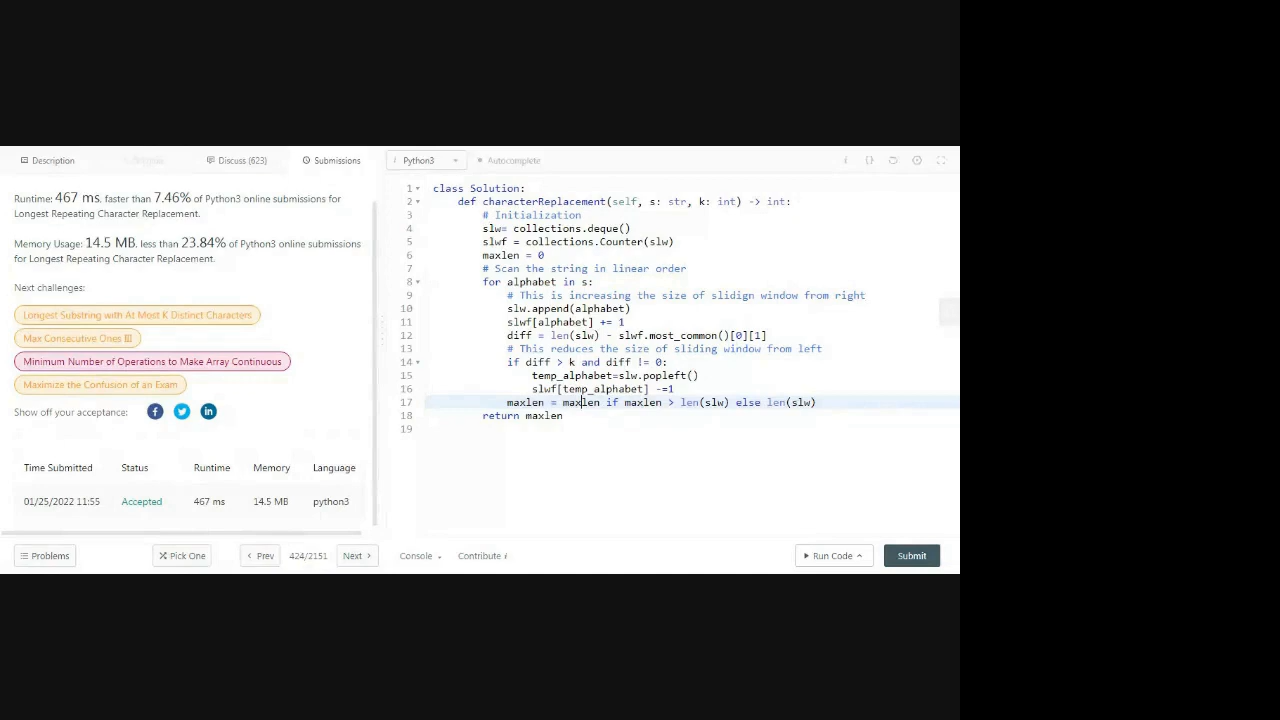 Description
Discuss (623)
Submissions
Python3
Autocomplete
Runtime: 467 ms, faster than 7.46% of Python3 online submissions for
Longest Repeating Character Replacement.
Memory Usage: 14.5 MB, less than 23.84% of Python3 online submissions
for Longest Repeating Character Replacement.
Next challenges:
Longest Substring with At Most K Distinct Characters
Max Consecutive Ones III
Minimum Number of Operations to Make Array Continuous
Maximize the Confusion of an Exam
Show off your acceptance:
Time Submitted Status Runtime Memory Language
01/25/2022 11:55 Accepted 467 ms 14.5 MB python3
1 class Solution:
2 def characterReplacement(self, s: str, k: int) -> int:
3 # Initialization
4 slw= collections.deque()
5 slwf = collections.Counter(slw)
6 maxlen = 0
7 # Scan the string in linear order
8 for alphabet in s:
9 # This is increasing the size of slidign window from right
10 slw.append(alphabet)
11 slwf[alphabet] += 1
12 diff = len(slw) - slwf.most_common()[0][1]
13 # This reduces the size of sliding window from left
14 if diff > k and diff != 0:
15 temp_alphabet=slw.popleft()
16 slwf[temp_alphabet] -=1
17 maxlen = maxlen if maxlen > len(slw) else len(slw)
18 return maxlen
19
Problems
Pick One
< Prev
424/2151
Next >
Console
Contribute i
Run Code
Submit